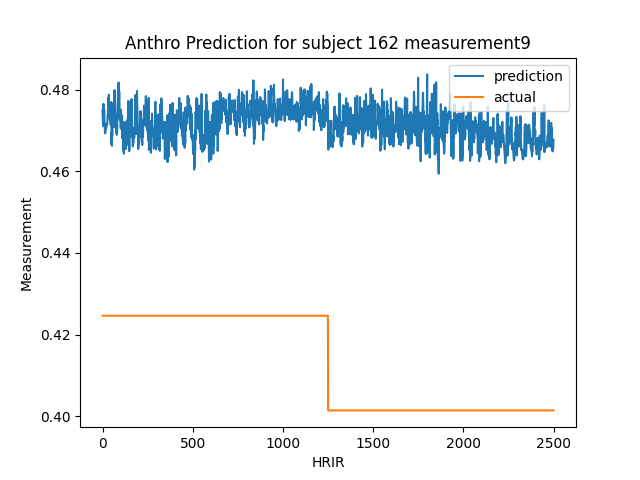 Anthro Prediction for subject 162 measurement9
prediction
actual
0.48
0.46
0.44
0.42
0.40
Measurement
0
500
1000
1500
2000
2500
HRIR